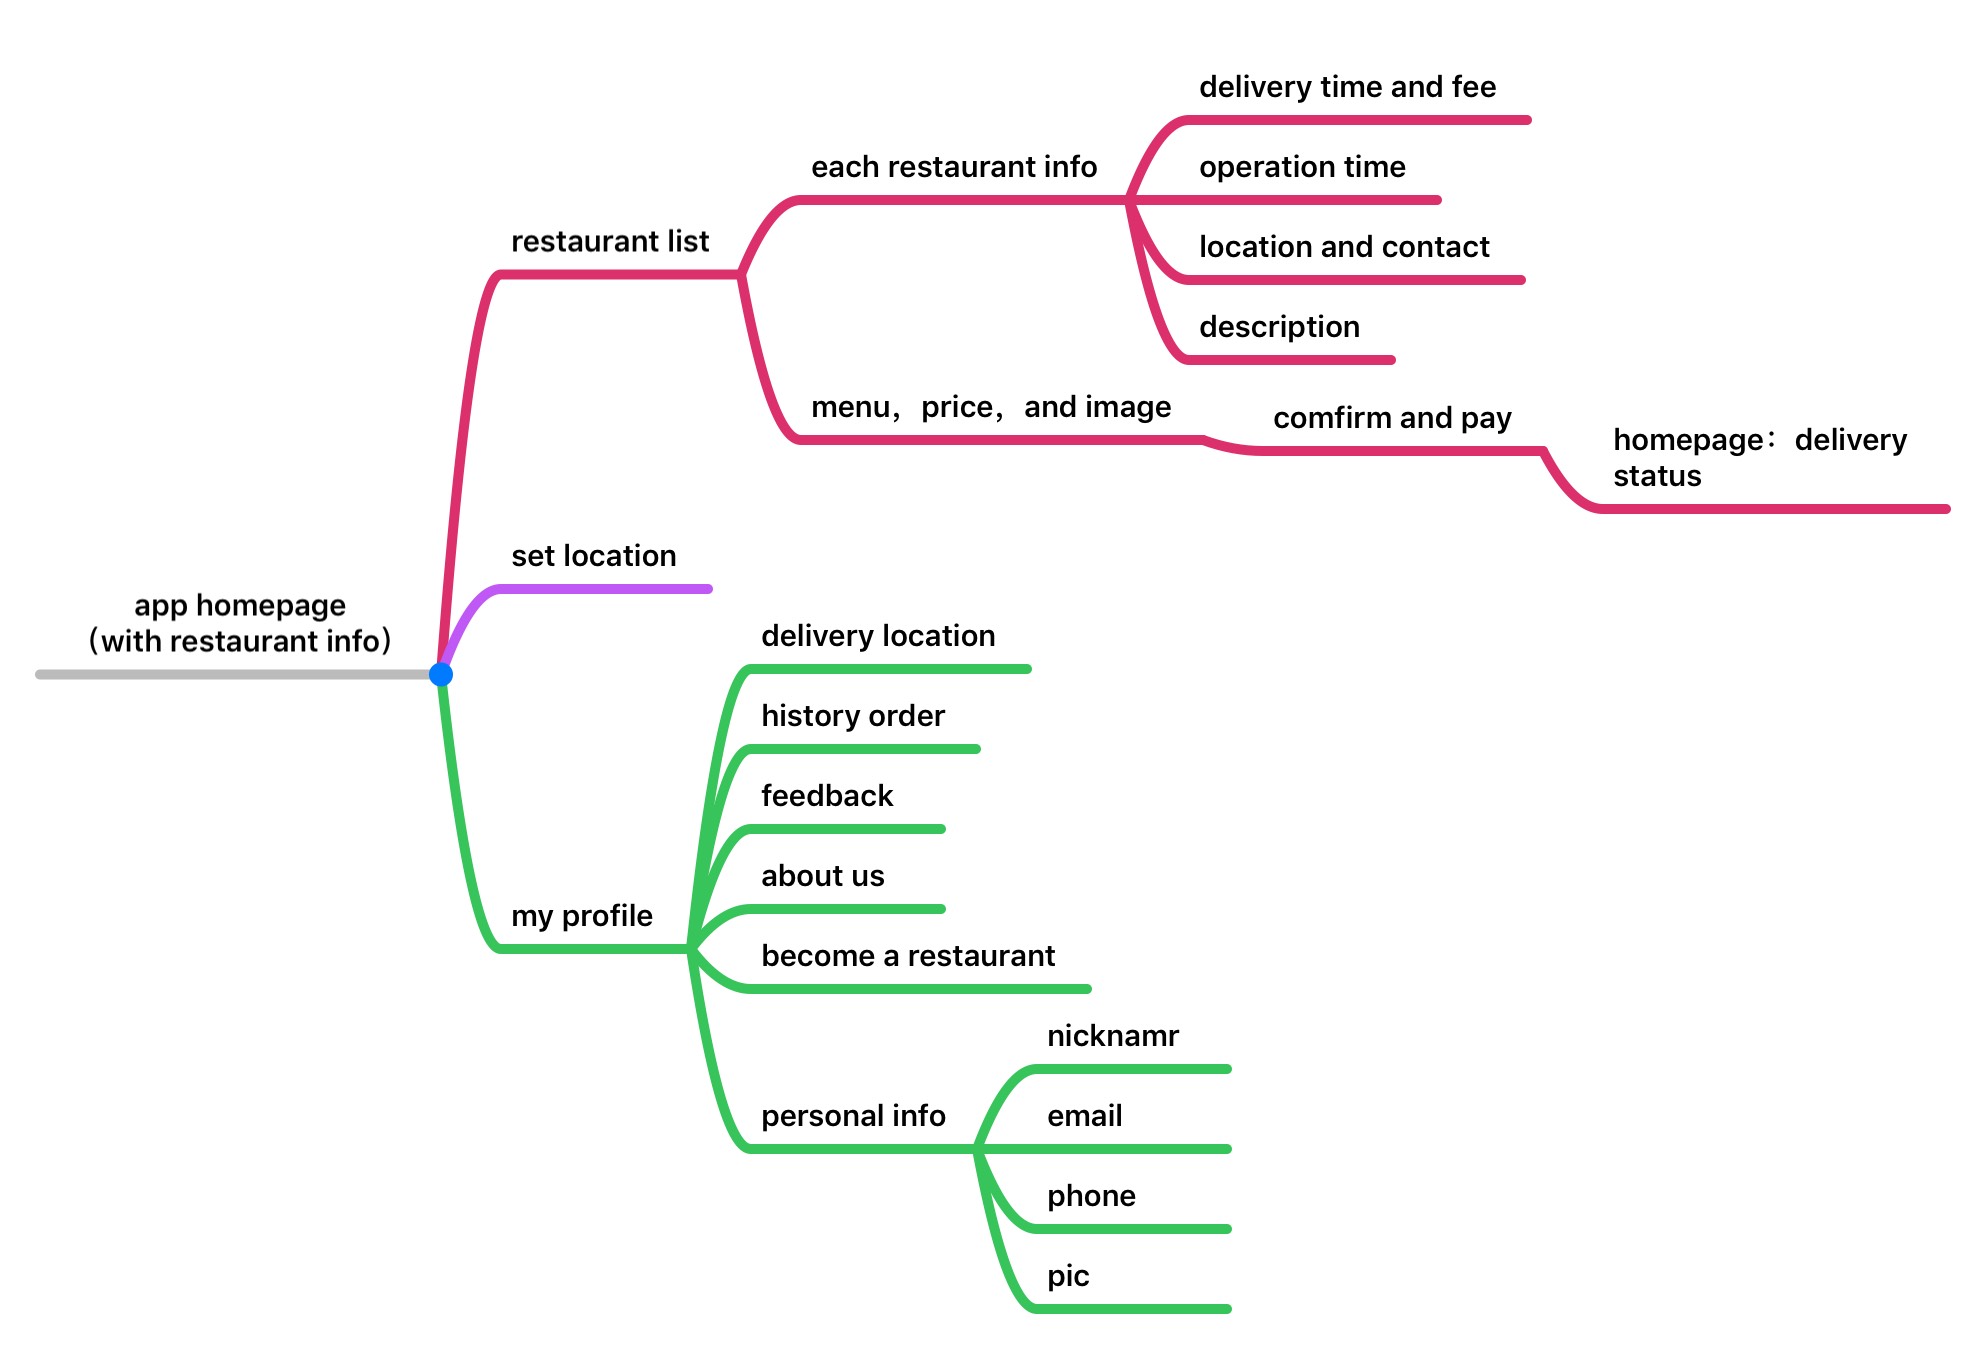 delivery time and fee
each restaurant info
operation time
restaurant list
location and contact
description
menu，price，and image
comfirm and pay
homepage：delivery
status
set location
app homepage
(with restaurant info)
delivery location
history order
feedback
about us
my profile
become a restaurant
nicknamr
personal info
email
phone
pic